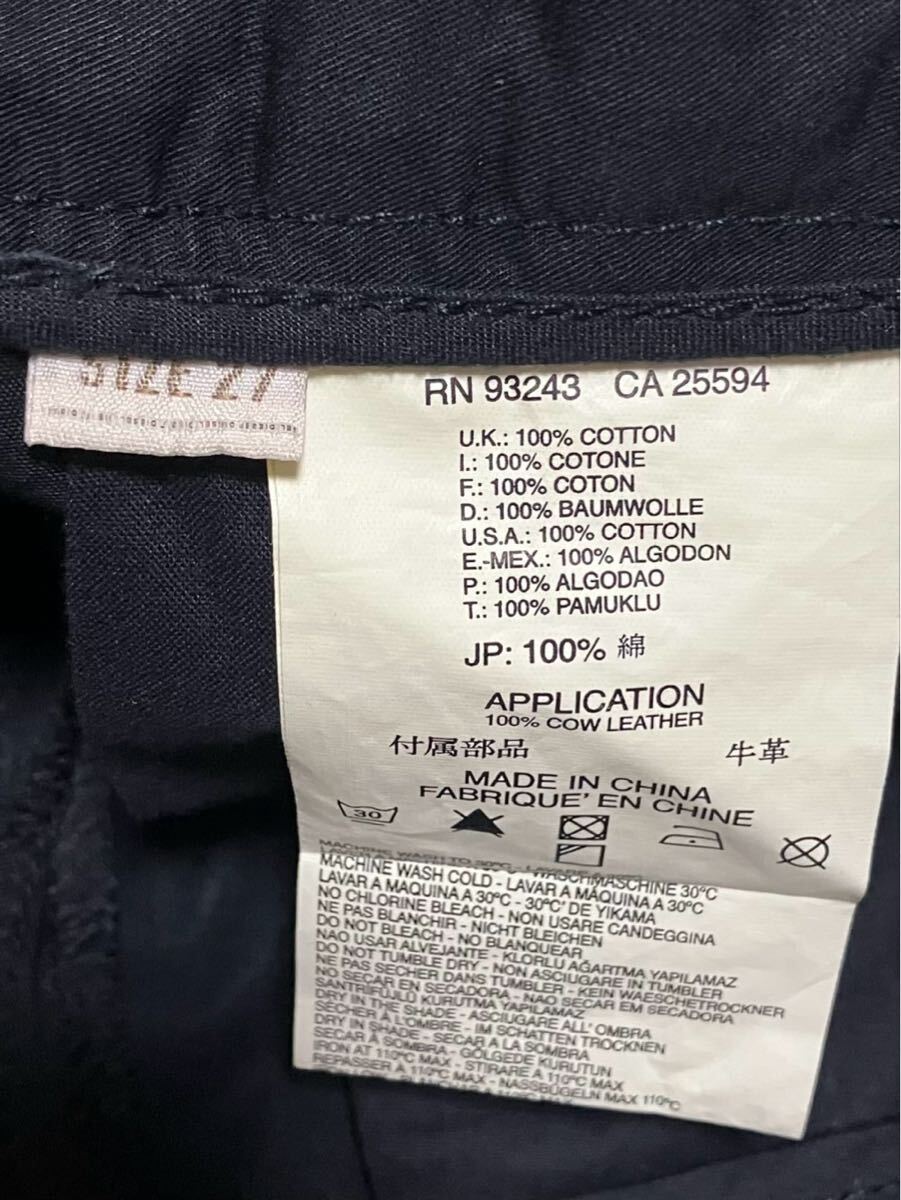 SIZE 27
RN 93243 CA 25594
U.K.: 100% COTTON
I.: 100% COTONE
F.: 100% COTON
D.: 100% BAUMWOLLE
U.S.A.: 100% COTTON
E.-MEX.: 100% ALGODON
P.: 100% ALGODAO
T.: 100% PAMUKLU
JP: 100% 綿
APPLICATION
100% COW LEATHER
付属部品 牛革
MADE IN CHINA
FABRIQUE' EN CHINE
30
MACHINE WASH TO 30°C - WASCHMASCHINE 30°C
MACHINE WASH COLD - LAVAR A MÁQUINA A 30°C
LAVAR A MAQUINA A 30°C - 30°C' DE YIKAMA
NO CHLORINE BLEACH - NON USARE CANDEGGINA
NE PAS BLANCHIR - NICHT BLEICHEN
DO NOT BLEACH - NO BLANQUEAR
NAO USAR ALVEJANTE - KLORLU AĞARTMA YAPILAMAZ
DO NOT TUMBLE DRY - NON ASCIUGARE IN TUMBLER
NE PAS SECHER DANS TUMBLER - KEIN WAESCHETROCKNER
NO SECAR EN SECADORA - NAO SECAR EM SECADORA
SANTRIFÜJLÜ KURUTMA YAPILAMAZ
DRY IN THE SHADE - ASCIUGARE ALL' OMBRA
SÈCHER À L'OMBRE - IM SCHATTEN TROCKNEN
DRY IN SHADE - SECAR A LA SOMBRA
SECAR À SOMBRA - GÖLGEDE KURUTUN
IRON AT 110°C MAX - STIRARE A 110°C MAX
REPASSER A 110°C MAX - NASSBÜGELN MAX 110°C